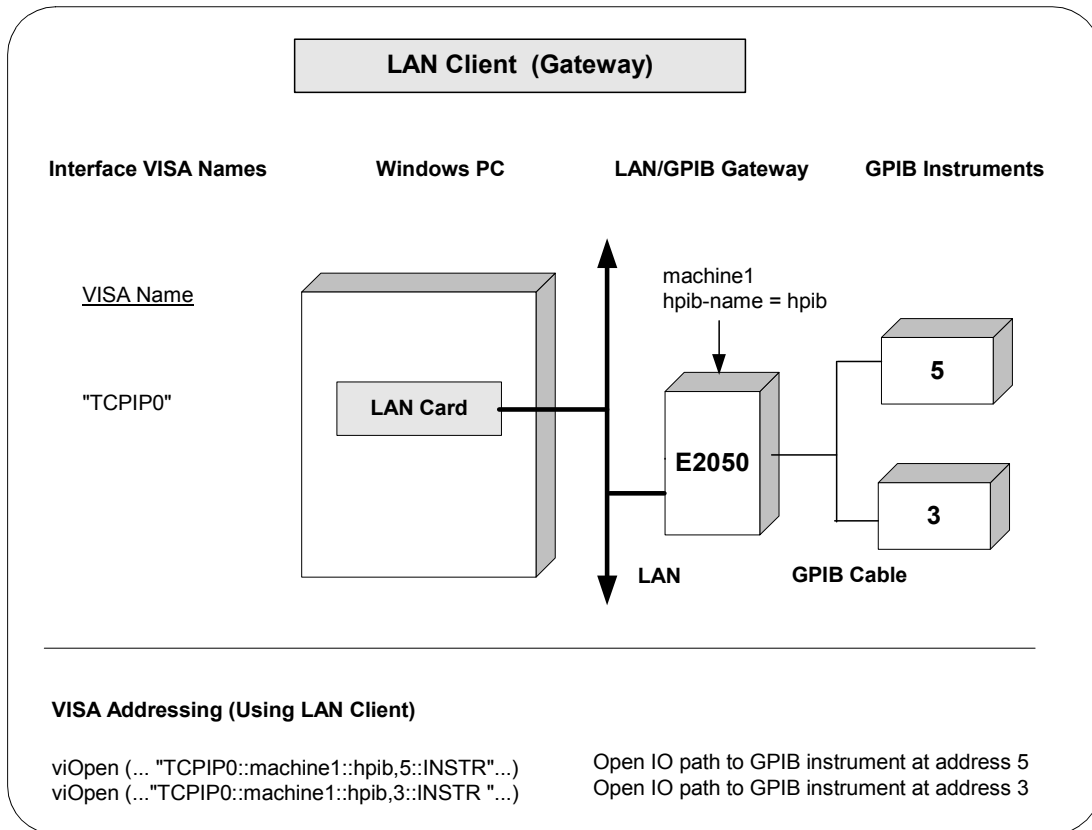 LAN Client (Gateway)
Interface VISA Names
Windows PC
LAN/GPIB Gateway
GPIB Instruments
VISA Name
"TCPIP0"
LAN Card
machine1
hpib-name = hpib
E2050
5
3
LAN
GPIB Cable
VISA Addressing (Using LAN Client)
viOpen (... "TCPIP0::machine1::hpib,5::INSTR"...) Open IO path to GPIB instrument at address 5
viOpen (..."TCPIP0::machine1::hpib,3::INSTR "...) Open IO path to GPIB instrument at address 3